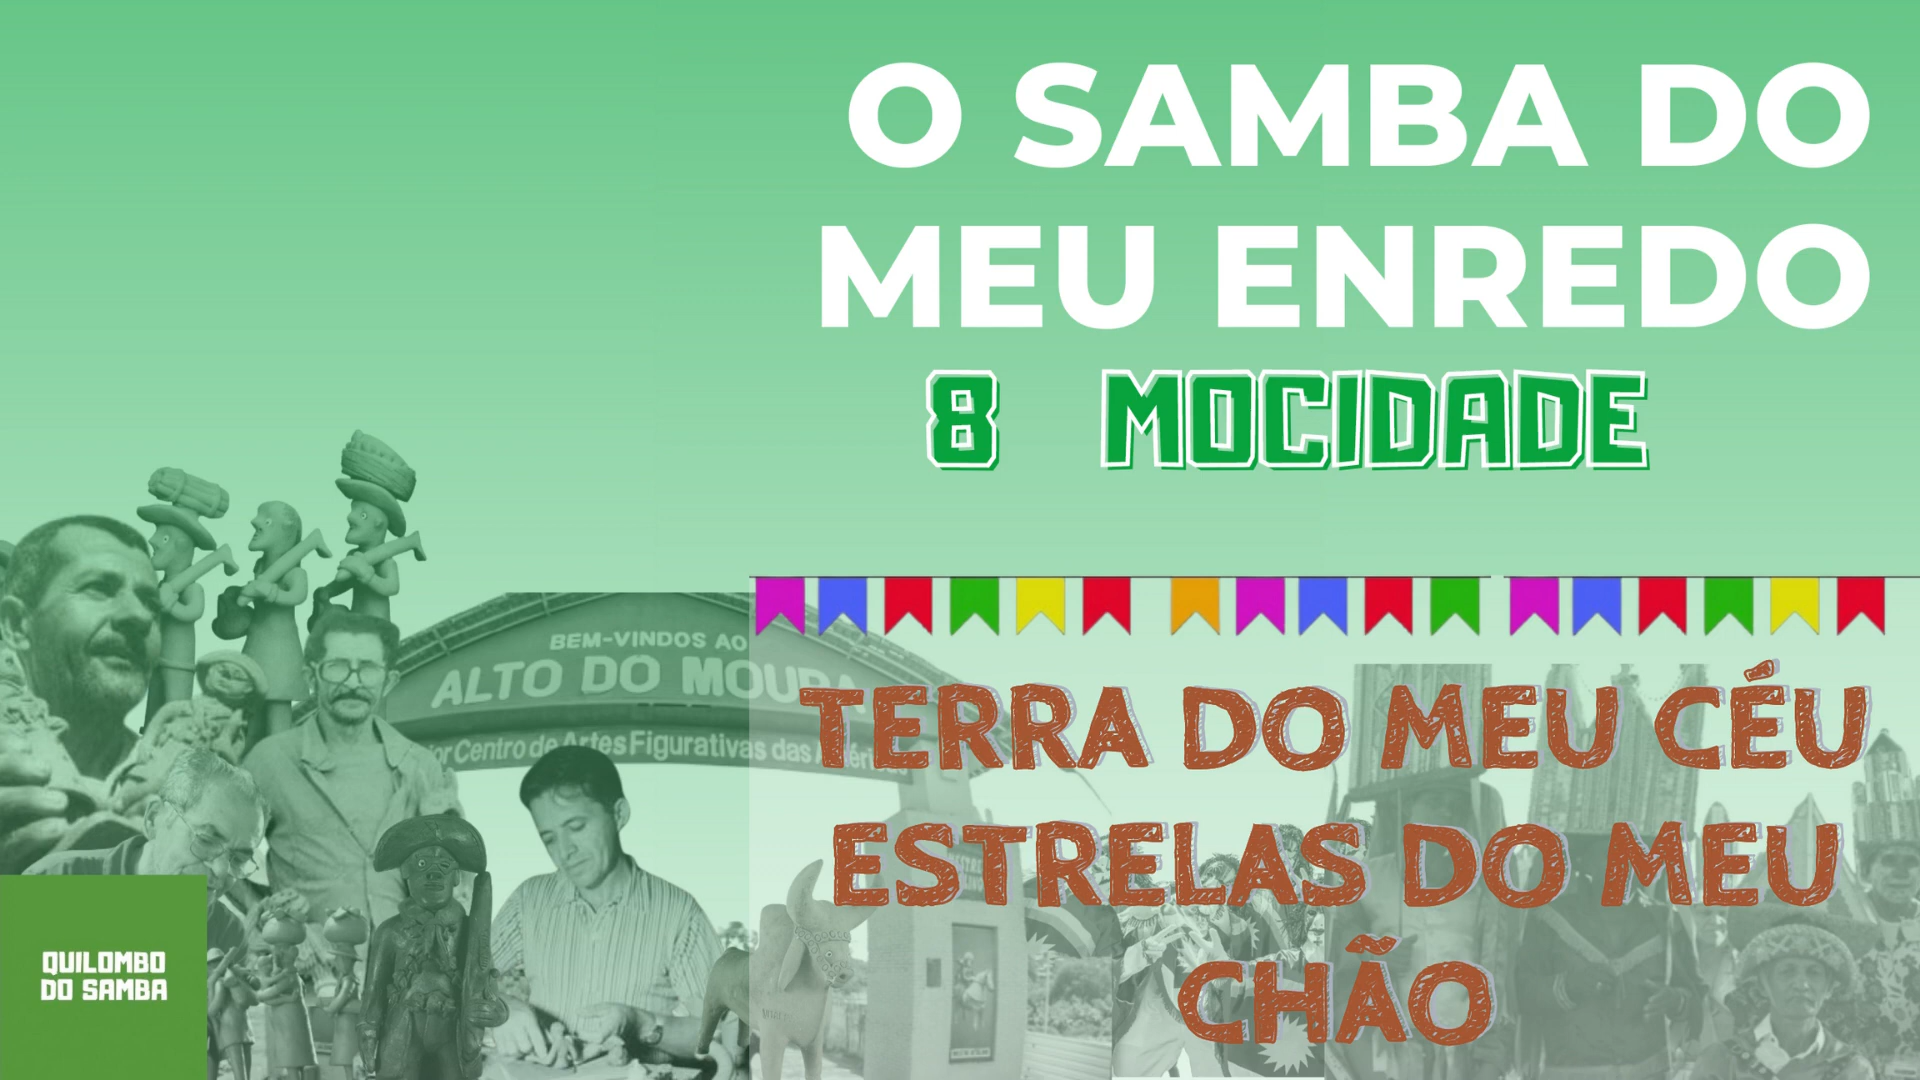 O SAMBA DO
MEU ENREDO
8 MOCIDADE
BEM-VINDOS AO
ALTO DO MOURA
Centro de Artes Figurativas das
TERRA DO MEU CÉU
ESTRELAS DO MEU
CHÃO
QUILOMBO
DO SAMBA